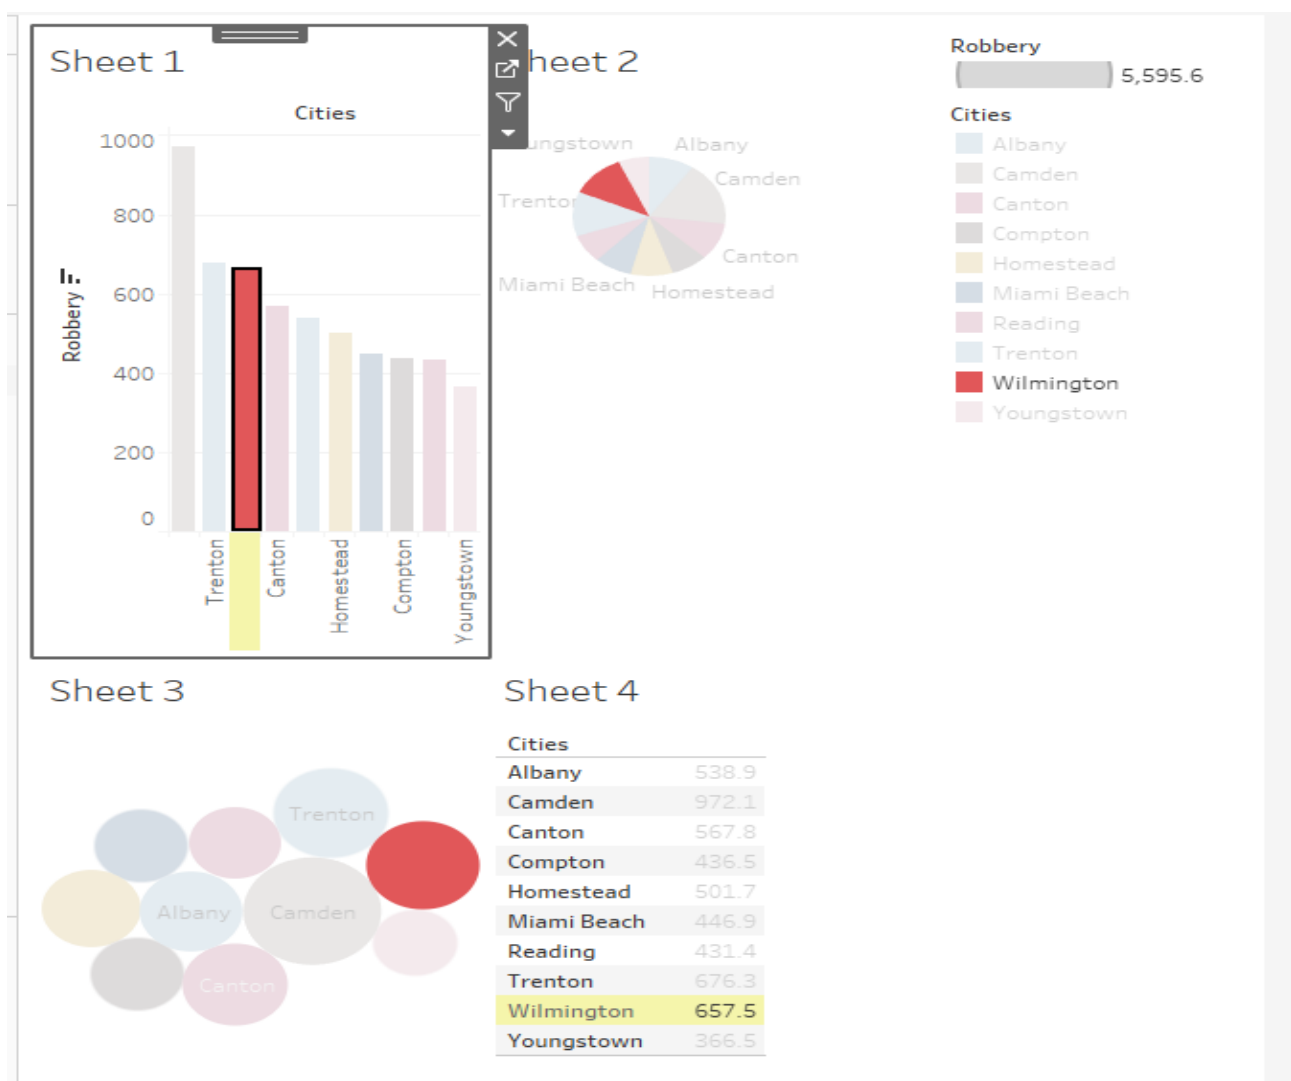 Sheet 1
Cities
1000
800
600
400
200
0
Robbery
Trenton
Canton
Homestead
Compton
Youngstown
heet 2
ungstown
Albany
Camden
Trenton
Canton
Miami Beach
Homestead
Robbery
5,595.6
Cities
Albany
Camden
Canton
Compton
Homestead
Miami Beach
Reading
Trenton
Wilmington
Youngstown
Sheet 3
Trenton
Albany
Camden
Canton
Sheet 4
Cities
Albany 538.9
Camden 972.1
Canton 567.8
Compton 436.5
Homestead 501.7
Miami Beach 446.9
Reading 431.4
Trenton 676.3
Wilmington 657.5
Youngstown 366.5